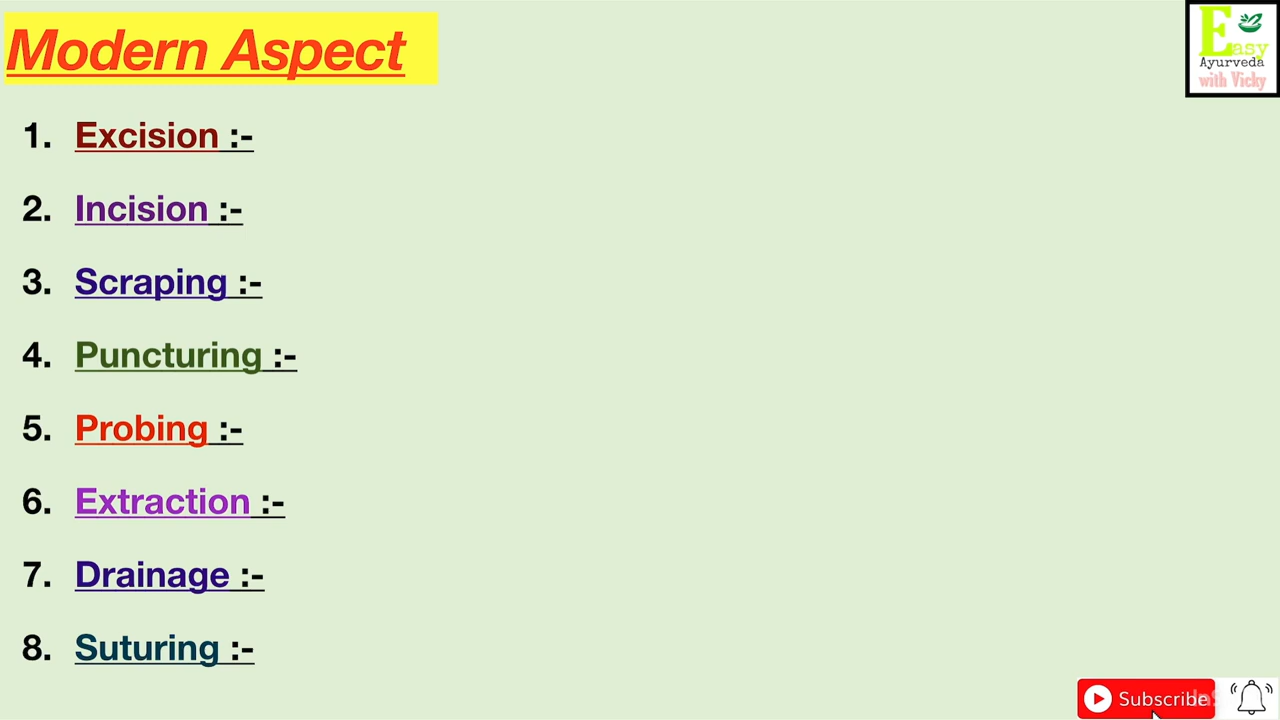 Modern Aspect
Easy
Ayurveda
with Vicky
1. Excision :-
2. Incision :-
3. Scraping :-
4. Puncturing :-
5. Probing :-
6. Extraction :-
7. Drainage :-
8. Suturing :-
Subscribe